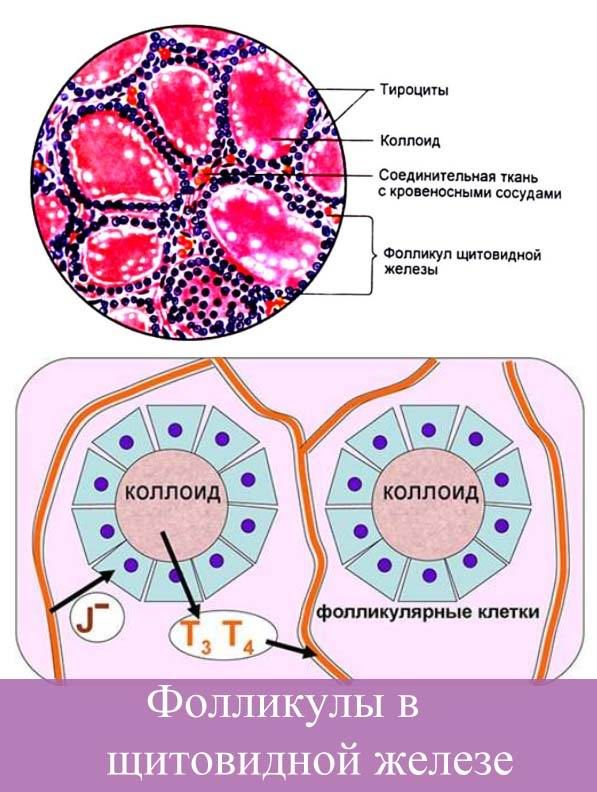 Тироциты
Коллоид
Соединительная ткань
с кровеносными сосудами
Фолликул щитовидной
железы
КОЛЛОИД
КОЛЛОИД
фолликулярные клетки
J⁻
T₃ T₄
Фолликулы в
щитовидной железе